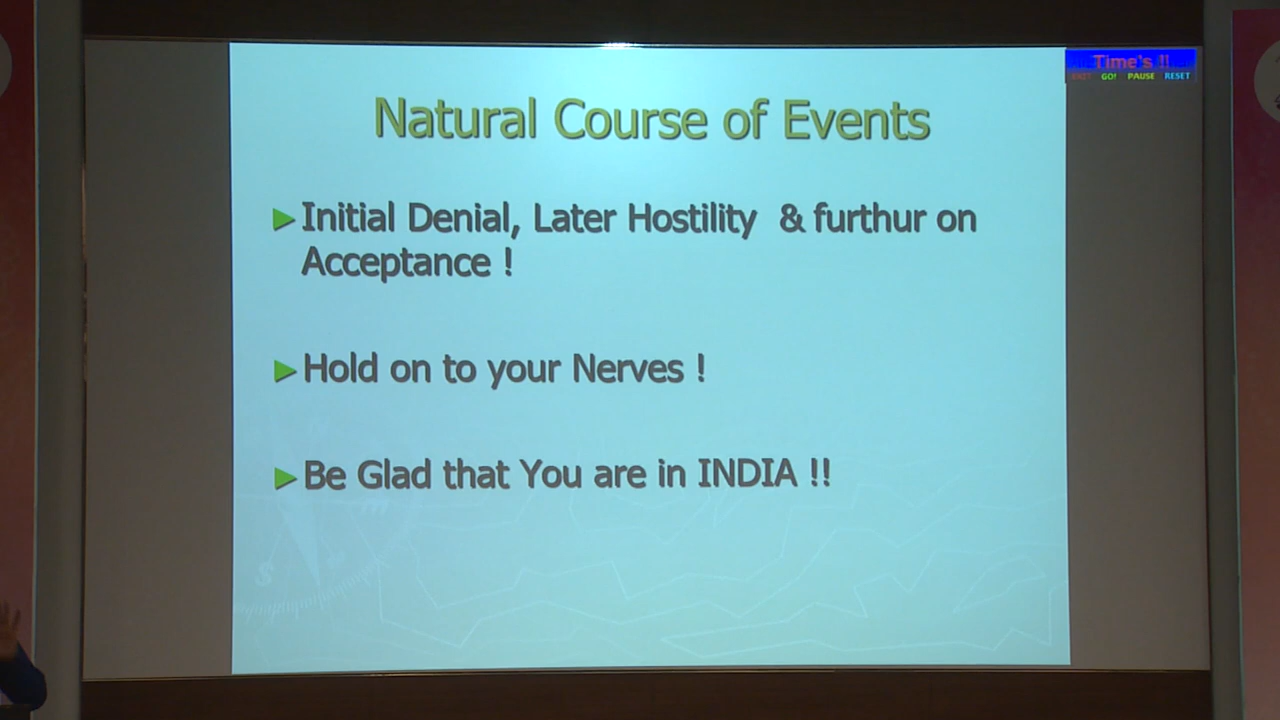 Time's !!
EXIT GO! PAUSE RESET
Natural Course of Events
►Initial Denial, Later Hostility & furthur on
Acceptance !
►Hold on to your Nerves !
►Be Glad that You are in INDIA !!
S